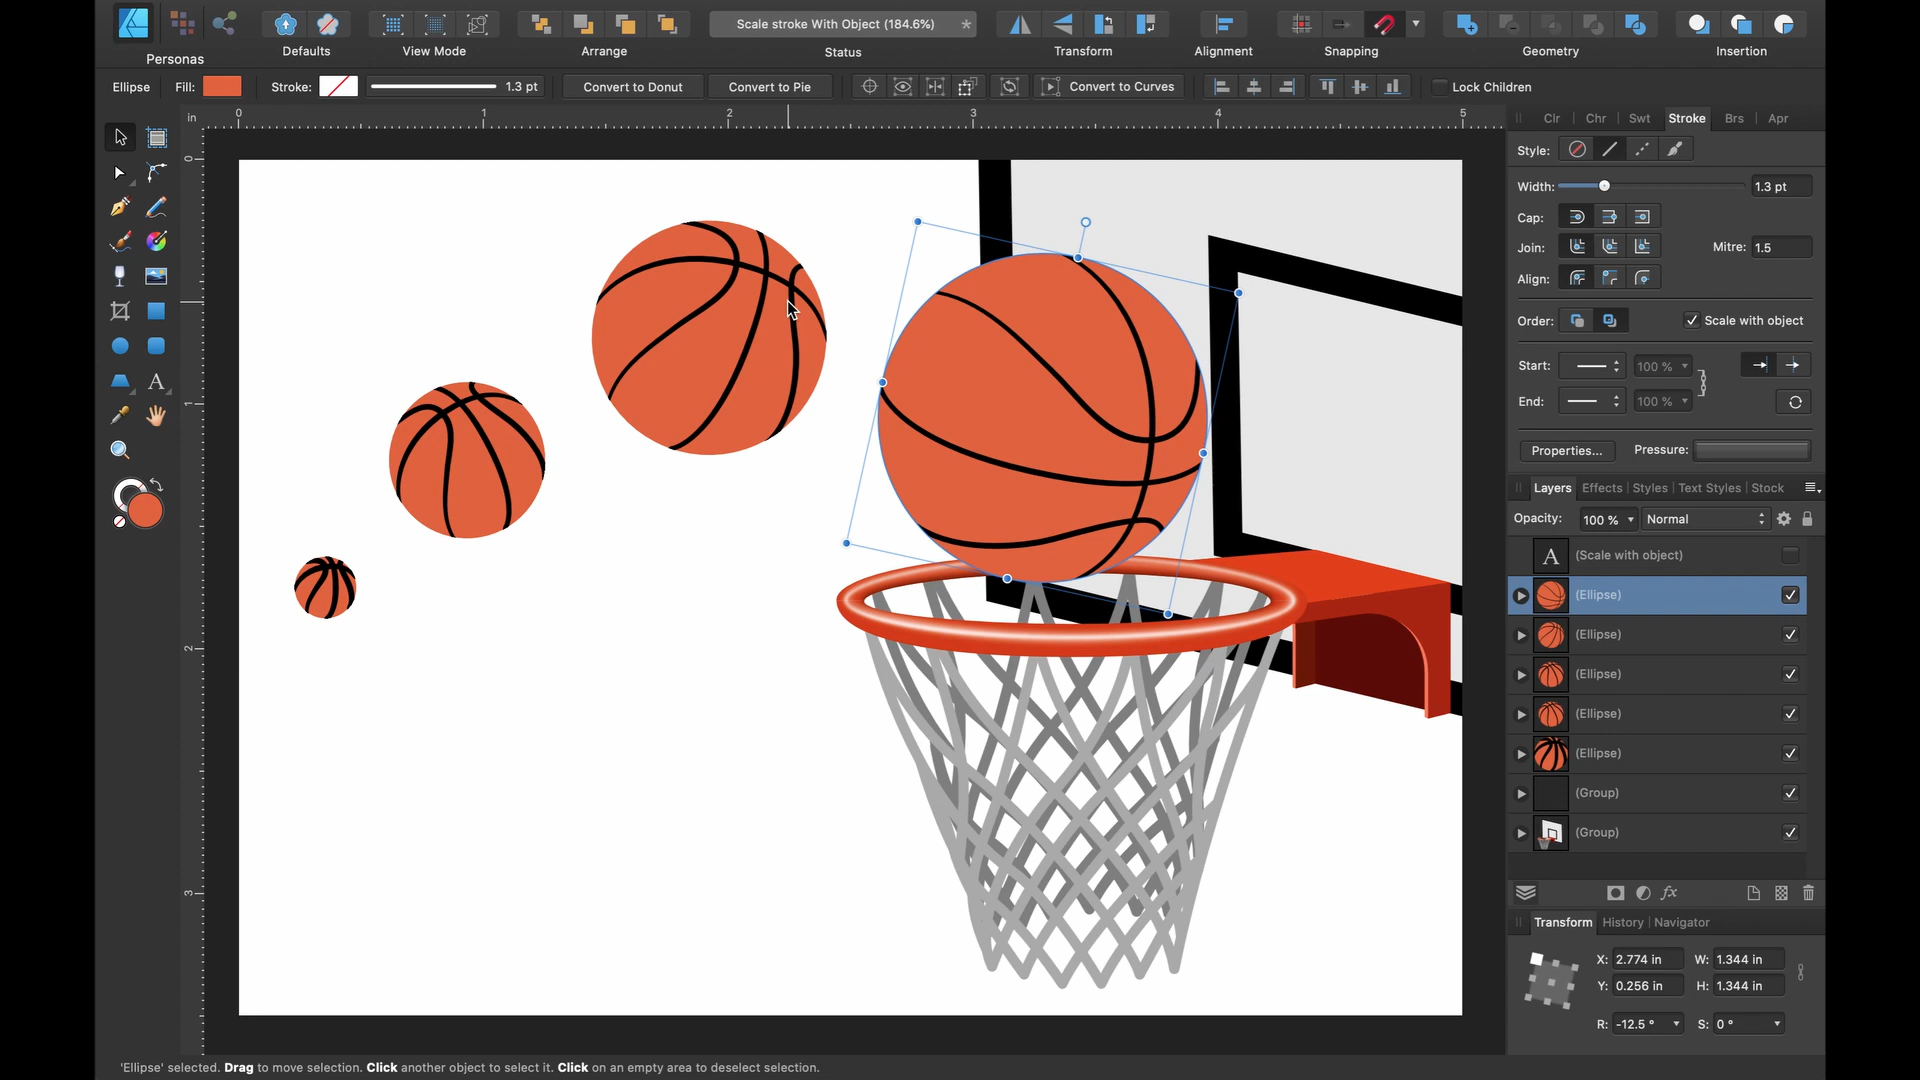 Personas
Defaults
View Mode
Arrange
Scale stroke With Object (184.6%) *
Status
Transform
Alignment
Snapping
Geometry
Insertion
Ellipse Fill: Stroke: 1.3 pt Convert to Donut Convert to Pie Convert to Curves Lock Children
in 0 1 2 3 4 5
0
1
2
3
A
Clr Chr Swt Stroke Brs Apr
Style:
Width: 1.3 pt
Cap:
Join: Mitre: 1.5
Align:
Order: Scale with object
Start: 100 %
End: 100 %
Properties... Pressure:
Layers Effects Styles Text Styles Stock
Opacity: 100 % Normal
A (Scale with object)
(Ellipse)
(Ellipse)
(Ellipse)
(Ellipse)
(Ellipse)
(Group)
(Group)
fx
Transform History Navigator
X: 2.774 in W: 1.344 in
Y: 0.256 in H: 1.344 in
R: -12.5 ° S: 0 °
'Ellipse' selected. Drag to move selection. Click another object to select it. Click on an empty area to deselect selection.